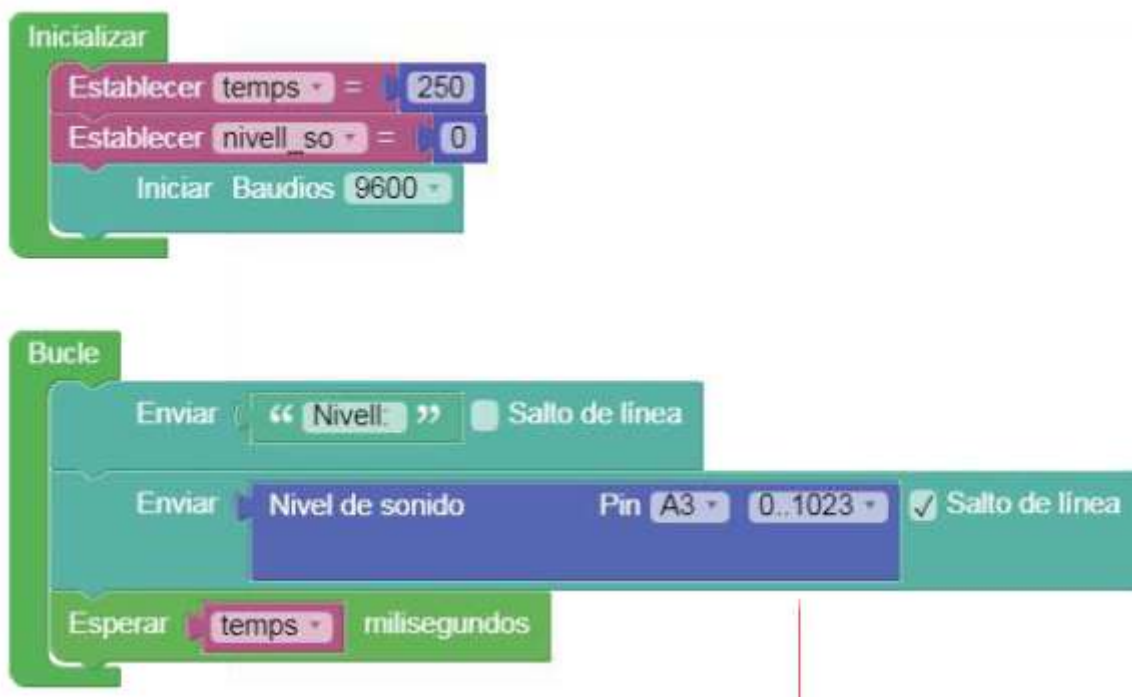 Inicializar
Establecer temps = 250
Establecer nivell_so = 0
Iniciar Baudios 9600
Bucle
Enviar “ Nivell: ” Salto de línea
Enviar Nivel de sonido Pin A3 0..1023 ✓ Salto de línea
Esperar temps milisegundos